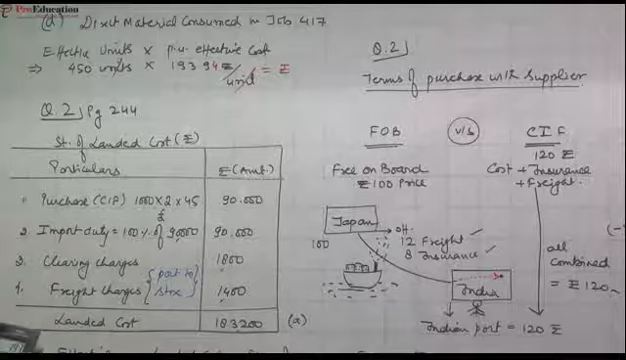 ProEducation
(d) Direct Material Consumed in Job 417
Effective Units × p.u. effective cost
⇒ 450 units × 193.94 ₹/unit = ₹
Q.2] Pg 244
St. of Landed Cost (₹)
Particulars ₹ (Amt.)
1. Purchase (CIF) 1000 × 2 × 45 90.000
2. Import duty = 100% of 90,000 90.000
3. Clearing charges 1800
4. Freight charges (port to store) 1400
Landed Cost 183200 (a)
Q.2]
Terms of purchase with Supplier
FOB v/s CIF
120 ₹
Free on Board
₹ 100 Price
Cost + Insurance
+ Freight
Japan
100
12 Freight
8 Insurance
India
all
combined
= ₹ 120
Indian port = 120 ₹